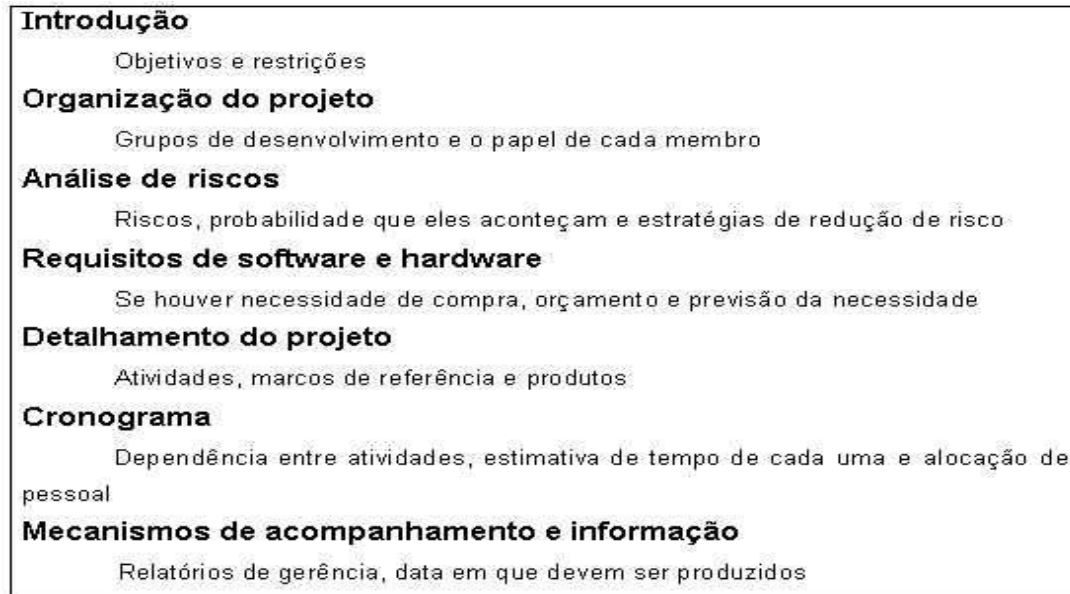 Introdução
Objetivos e restrições
Organização do projeto
Grupos de desenvolvimento e o papel de cada membro
Análise de riscos
Riscos, probabilidade que eles aconteçam e estratégias de redução de risco
Requisitos de software e hardware
Se houver necessidade de compra, orçamento e previsão da necessidade
Detalhamento do projeto
Atividades, marcos de referência e produtos
Cronograma
Dependência entre atividades, estimativa de tempo de cada uma e alocação de
pessoal
Mecanismos de acompanhamento e informação
Relatórios de gerência, data em que devem ser produzidos